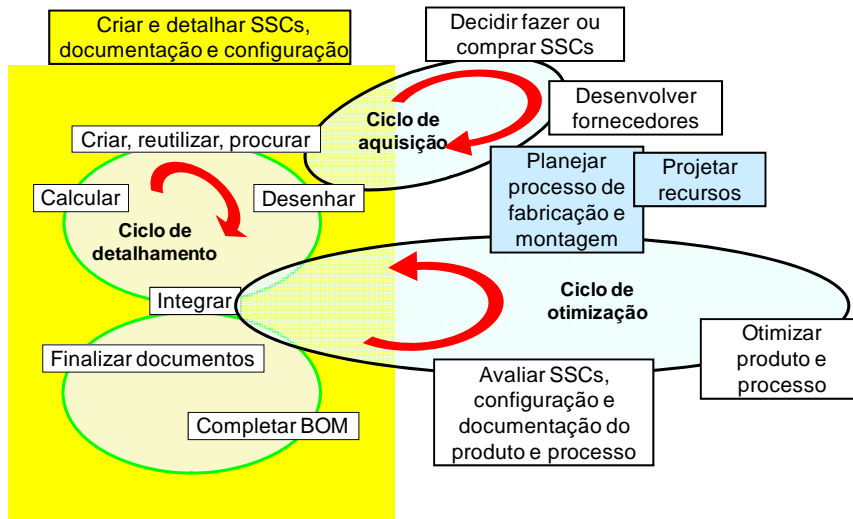 Criar e detalhar SSCs,
documentação e configuração
Decidir fazer ou
comprar SSCs
Desenvolver
fornecedores
Ciclo de
aquisição
Criar, reutilizar, procurar
Planejar
processo de
fabricação e
montagem
Projetar
recursos
Calcular
Desenhar
Ciclo de
detalhamento
Integrar
Ciclo de
otimização
Finalizar documentos
Otimizar
produto e
processo
Avaliar SSCs,
configuração e
documentação do
produto e processo
Completar BOM